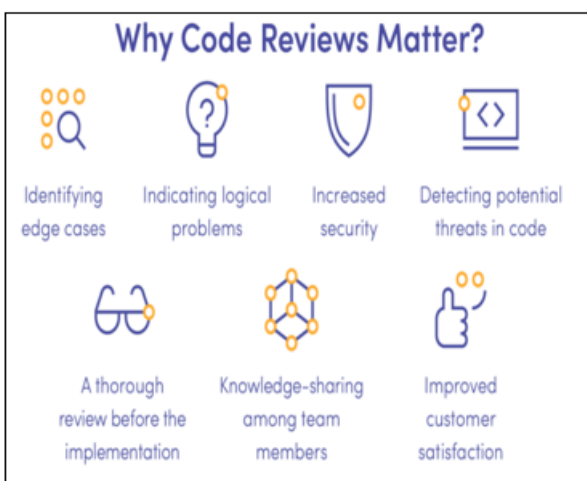 Why Code Reviews Matter?
Identifying
edge cases
Indicating logical
problems
Increased
security
Detecting potential
threats in code
A thorough
review before the
implementation
Knowledge-sharing
among team
members
Improved
customer
satisfaction